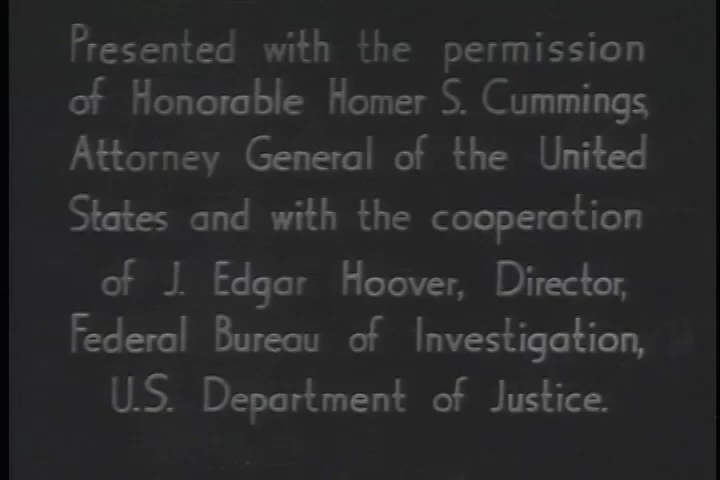 Presented with the permission
of Honorable Homer S. Cummings,
Attorney General of the United
States and with the cooperation
of J. Edgar Hoover, Director,
Federal Bureau of Investigation,
U.S. Department of Justice.